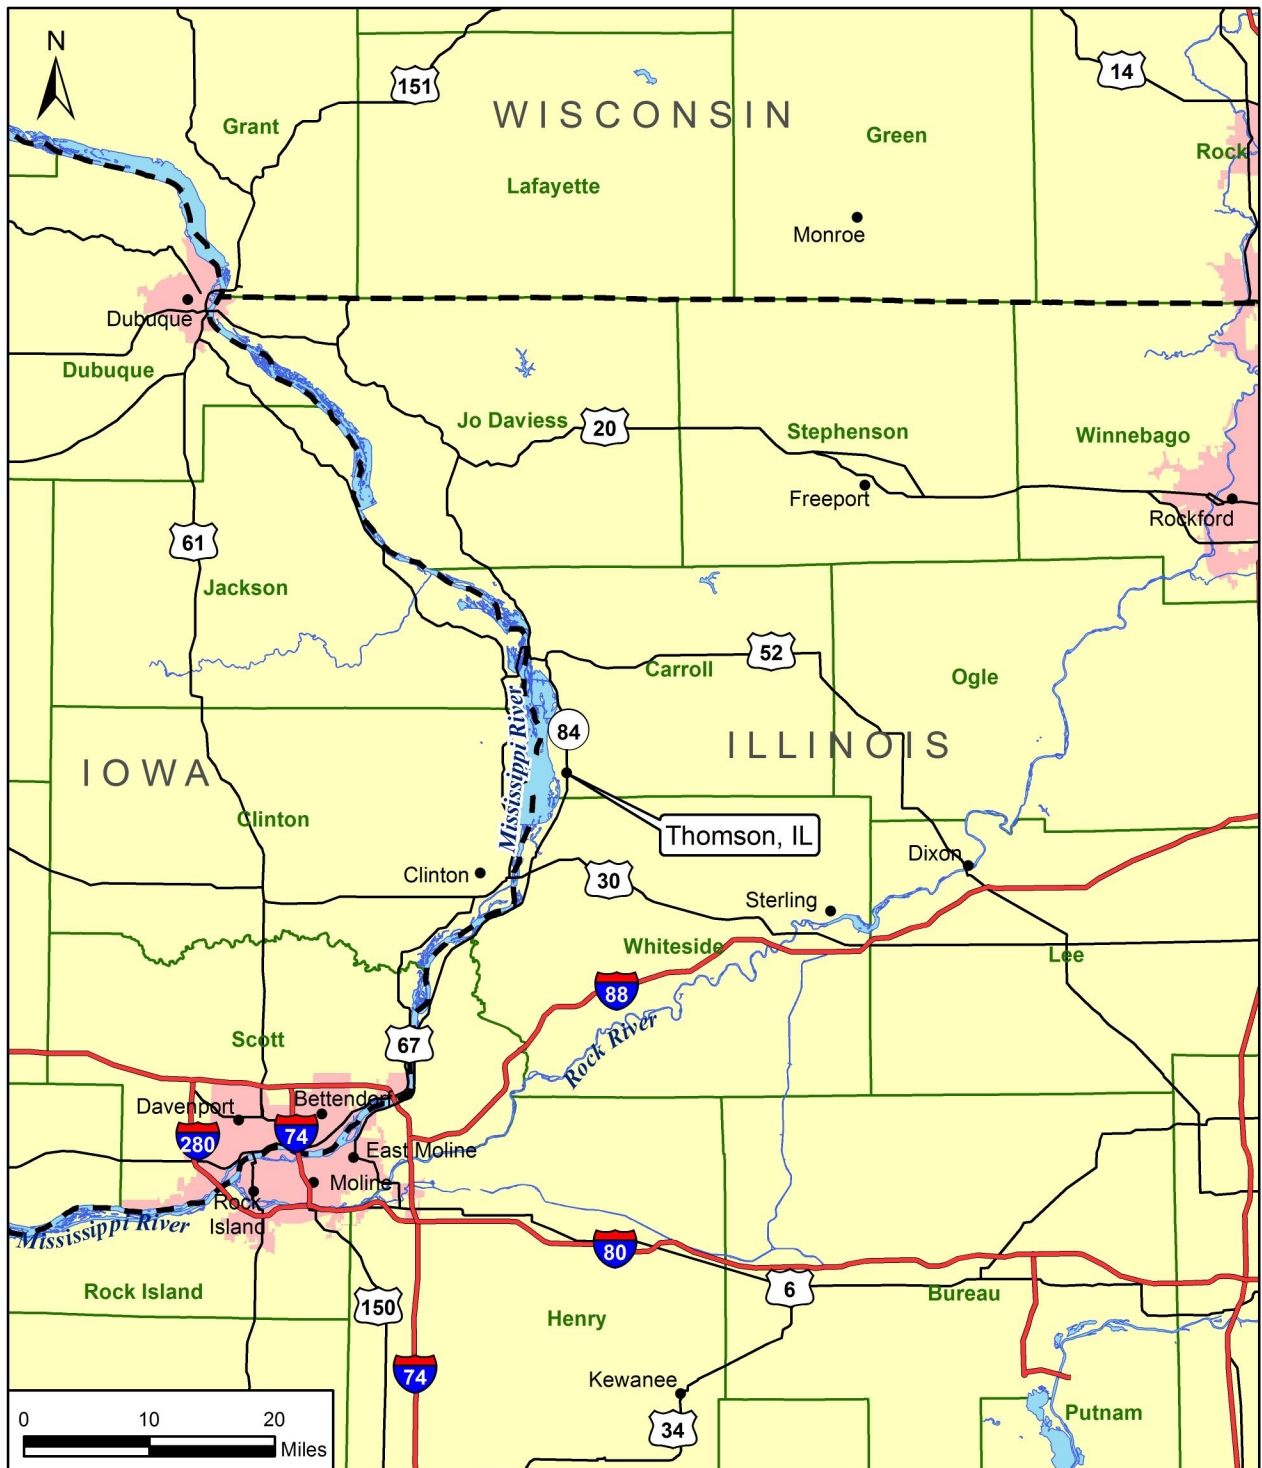 N
151
14
WISCONSIN
Grant
Green
Rock
Lafayette
Monroe
Dubuque
Dubuque
Jo Daviess
20
Stephenson
Winnebago
Freeport
Rockford
61
Jackson
52
Carroll
Ogle
Mississippi River
84
ILLINOIS
IOWA
Clinton
Thomson, IL
Dixon
Clinton
30
Sterling
Whiteside
Lee
88
Scott
67
Rock River
Bettendorf
Davenport
280
74
East Moline
Moline
Rock
Island
Mississippi River
80
6
Rock Island
150
Bureau
Henry
74
Kewanee
34
Putnam
0 10 20
Miles